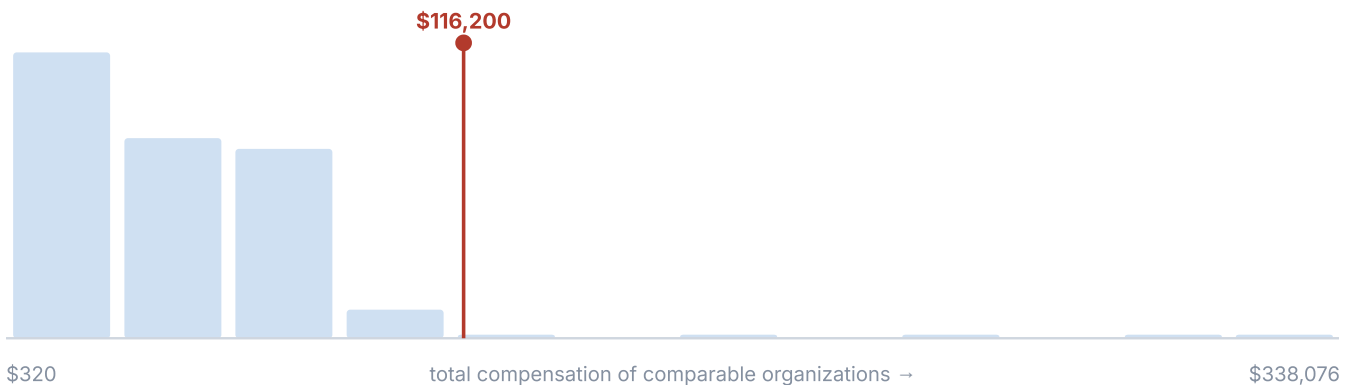 $116,200
$320 total compensation of comparable organizations → $338,076